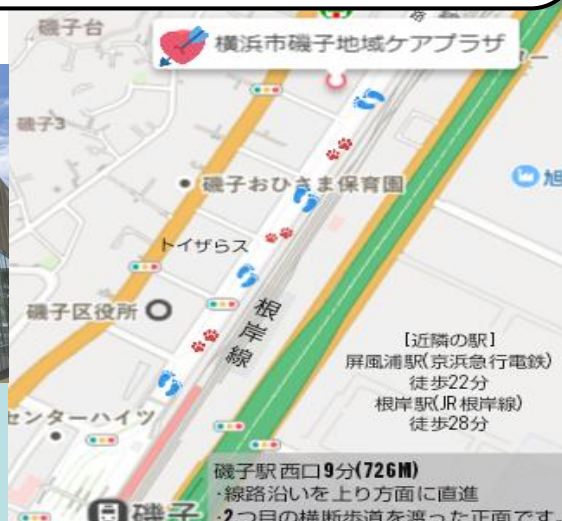 磯子台
横浜市磯子地域ケアプラザ
ター
磯子3
磯子おひさま保育園
旭
トイザらス
磯子区役所
根岸線
[近隣の駅]
屏風浦駅(京浜急行電鉄)
徒歩22分
根岸駅(JR根岸線)
徒歩28分
センターハイツ
磯子駅 西口9分(726M)
・線路沿いを上り方面に直進
磯子
・2つ目の横断歩道を渡った正面です。